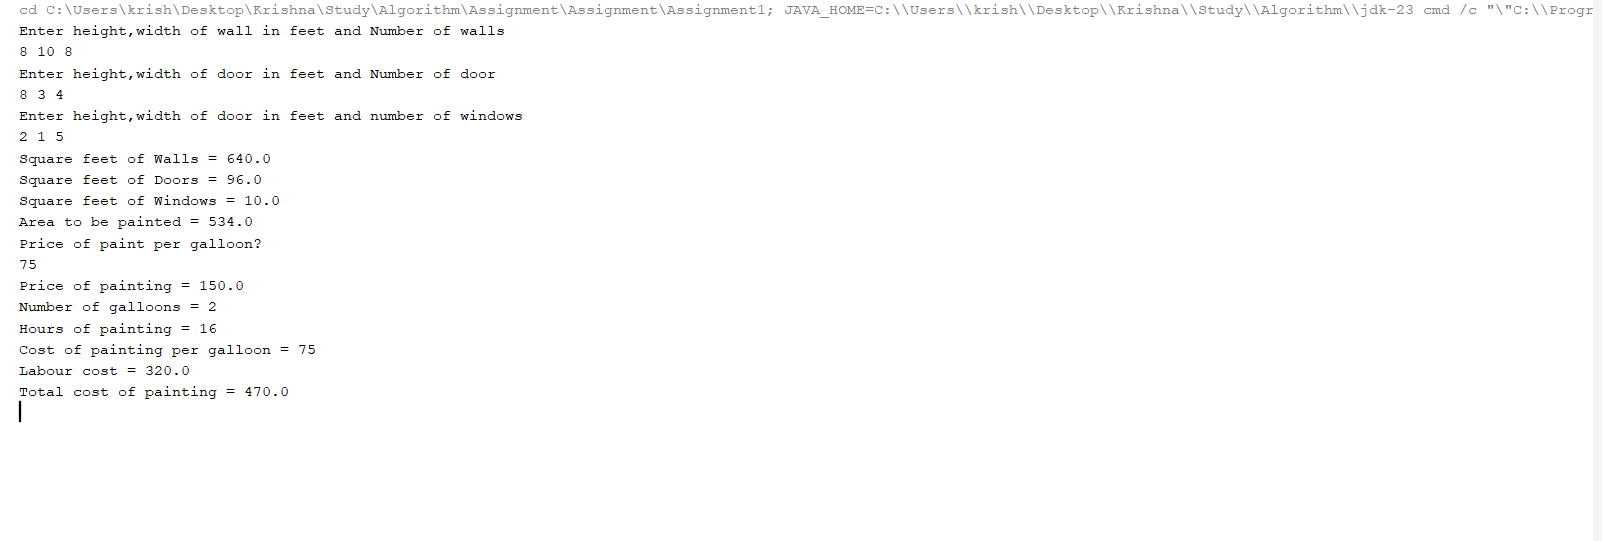 cd C:\Users\krish\Desktop\Krishna\Study\Algorithm\Assignment\Assignment\Assignment1; JAVA_HOME=C:\\Users\\krish\\Desktop\\Krishna\\Study\\Algorithm\\jdk-23 cmd /c "\"C:\\Progr
Enter height,width of wall in feet and Number of walls
8 10 8
Enter height,width of door in feet and Number of door
8 3 4
Enter height,width of door in feet and number of windows
2 1 5
Square feet of Walls = 640.0
Square feet of Doors = 96.0
Square feet of Windows = 10.0
Area to be painted = 534.0
Price of paint per galloon?
75
Price of painting = 150.0
Number of galloons = 2
Hours of painting = 16
Cost of painting per galloon = 75
Labour cost = 320.0
Total cost of painting = 470.0